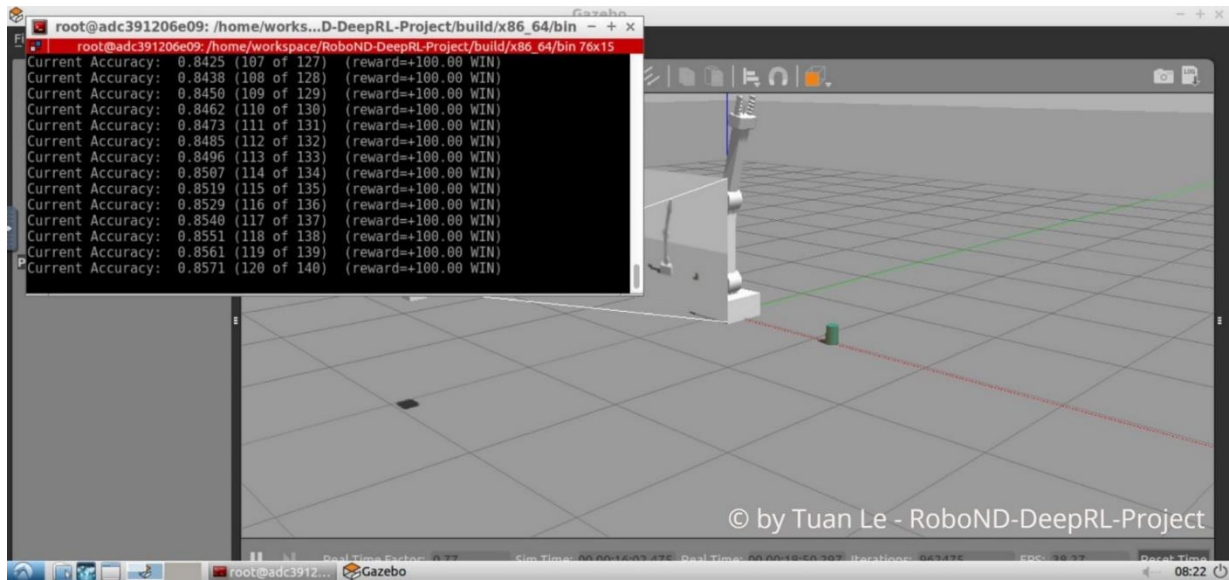 Gazebo
root@adc391206e09: /home/works...D-DeepRL-Project/build/x86_64/bin
root@adc391206e09: /home/workspace/RoboND-DeepRL-Project/build/x86_64/bin 76x15
Current Accuracy:  0.8425 (107 of 127)  (reward=+100.00 WIN)
Current Accuracy:  0.8438 (108 of 128)  (reward=+100.00 WIN)
Current Accuracy:  0.8450 (109 of 129)  (reward=+100.00 WIN)
Current Accuracy:  0.8462 (110 of 130)  (reward=+100.00 WIN)
Current Accuracy:  0.8473 (111 of 131)  (reward=+100.00 WIN)
Current Accuracy:  0.8485 (112 of 132)  (reward=+100.00 WIN)
Current Accuracy:  0.8496 (113 of 133)  (reward=+100.00 WIN)
Current Accuracy:  0.8507 (114 of 134)  (reward=+100.00 WIN)
Current Accuracy:  0.8519 (115 of 135)  (reward=+100.00 WIN)
Current Accuracy:  0.8529 (116 of 136)  (reward=+100.00 WIN)
Current Accuracy:  0.8540 (117 of 137)  (reward=+100.00 WIN)
Current Accuracy:  0.8551 (118 of 138)  (reward=+100.00 WIN)
Current Accuracy:  0.8561 (119 of 139)  (reward=+100.00 WIN)
Current Accuracy:  0.8571 (120 of 140)  (reward=+100.00 WIN)
LOG
© by Tuan Le - RoboND-DeepRL-Project
Real Time Factor: 0.77 Sim Time: 00 00:16:02.475 Real Time: 00 00:18:50.297 Iterations: 962475 FPS: 38.27 Reset Time
root@adc3912... Gazebo 08:22